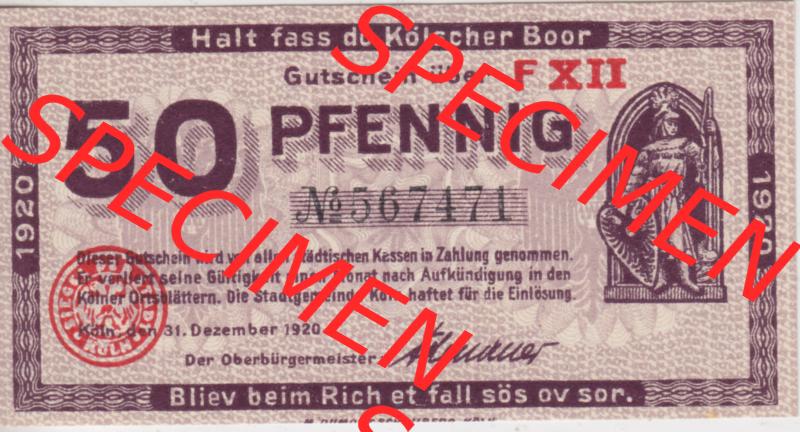 Halt fass du Kölscher Boor
Gutschein über F XII
50 PFENNIG
№ 567471
1920
1920
Dieser Gutschein wird von allen städtischen Kassen in Zahlung genommen.
Er verliert seine Gültigkeit einen Monat nach Aufkündigung in den
Kölner Ortsblättern. Die Stadtgemeinde Köln haftet für die Einlösung.
Köln, den 31. Dezember 1920
Der Oberbürgermeister:
Adenauer
Bliev beim Rich et fall sös ov sor.
SPECIMEN
SPECIMEN